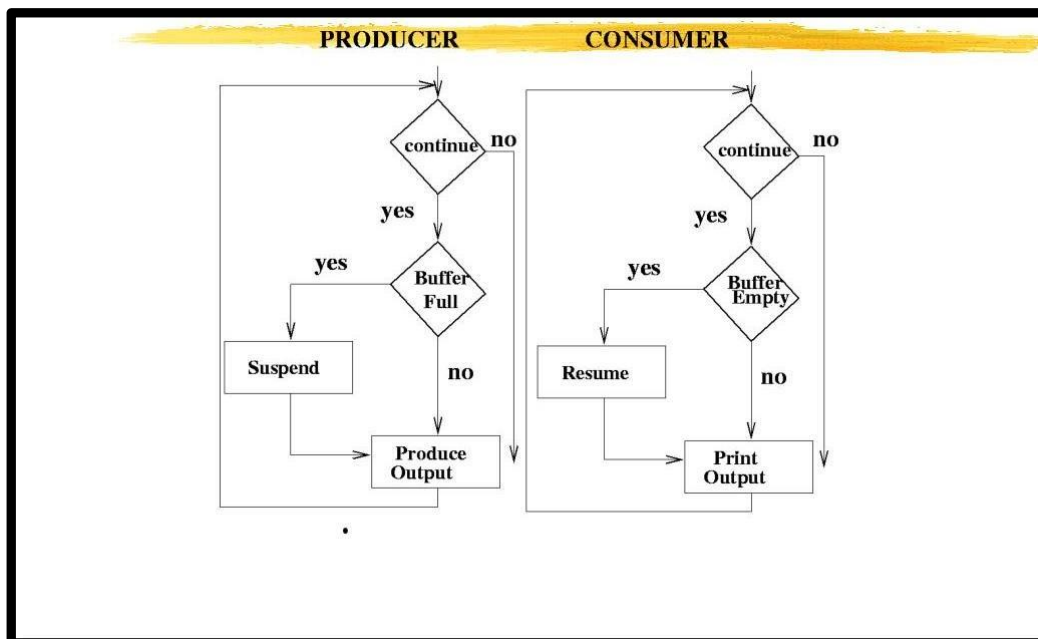 PRODUCER
CONSUMER
continue
no
yes
Buffer
Full
yes
Suspend
no
Produce
Output
continue
no
yes
Buffer
Empty
yes
Resume
no
Print
Output